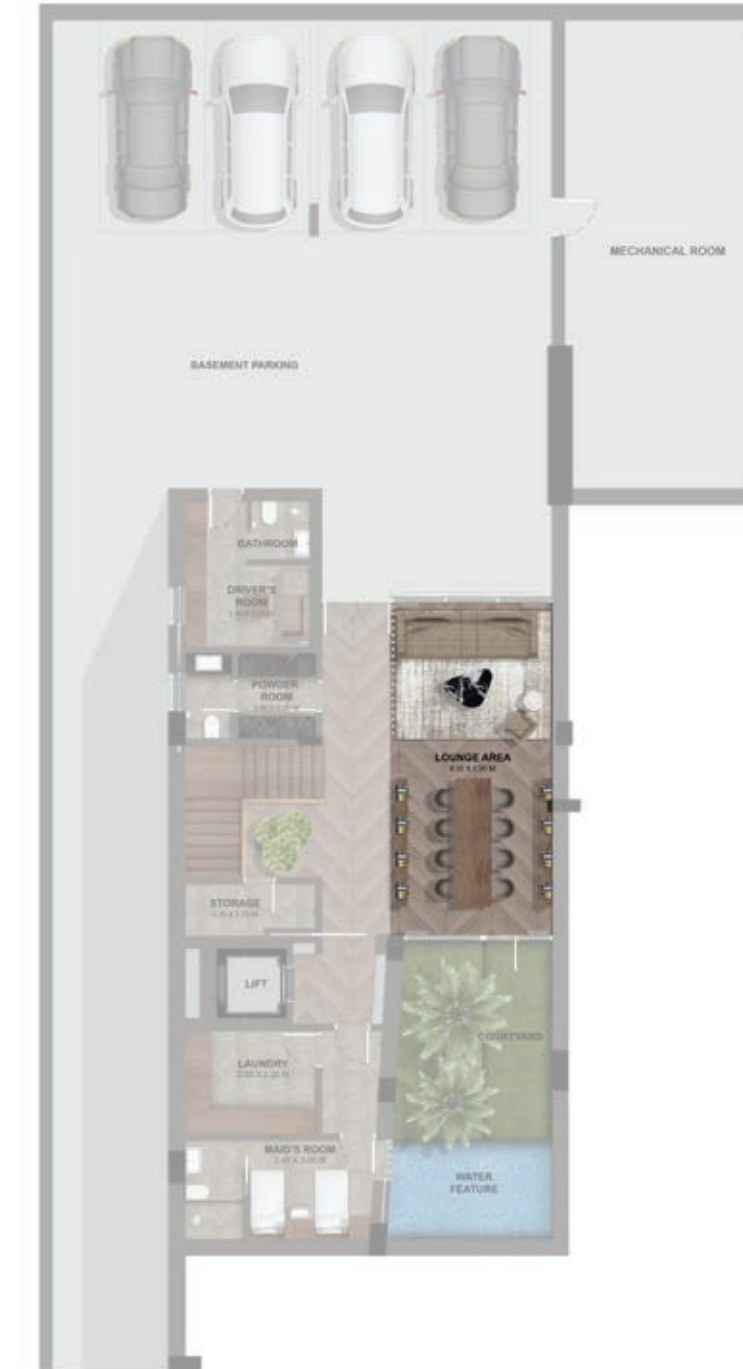 MECHANICAL ROOM
BASEMENT PARKING
BATHROOM
DRIVER'S
ROOM
POWDER
ROOM
LOUNGE AREA
STORAGE
LIFT
COURTYARD
LAUNDRY
MAID'S ROOM
WATER
FEATURE